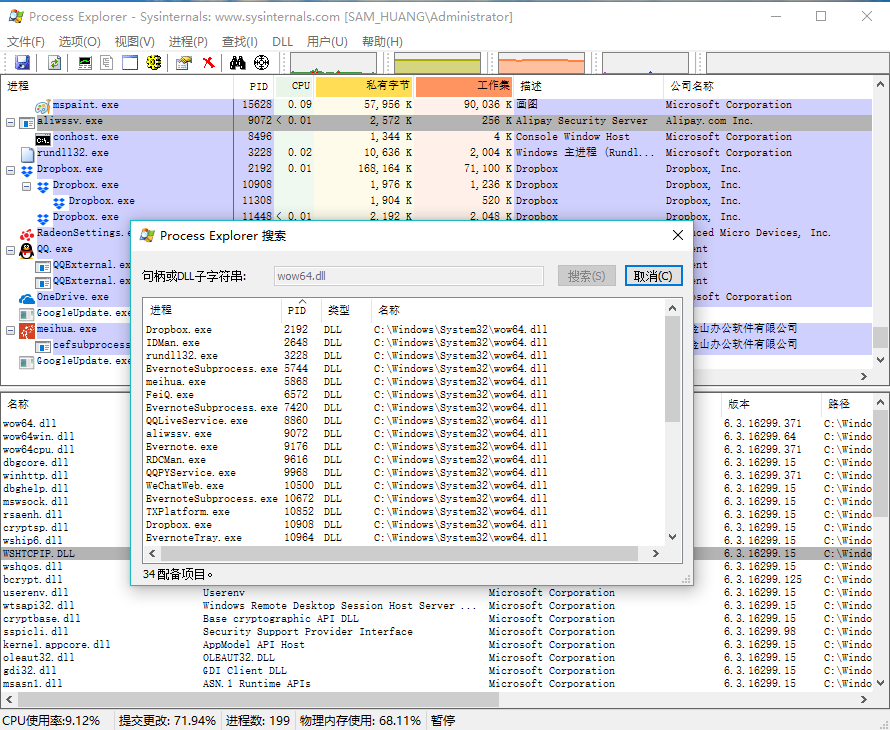 Process Explorer - Sysinternals: www.sysinternals.com [SAM_HUANG\Administrator]
文件(F) 选项(O) 视图(V) 进程(P) 查找(I) DLL 用户(U) 帮助(H)
进程 PID CPU 私有字节 工作集 描述 公司名称
mspaint.exe 15628 0.09 57,956 K 90,036 K 画图 Microsoft Corporation
aliwssv.exe 9072 < 0.01 2,572 K 256 K Alipay Security Server Alipay.com Inc.
conhost.exe 8496 1,344 K 4 K Console Window Host Microsoft Corporation
rundll32.exe 3228 0.02 10,636 K 2,004 K Windows 主进程 (Rundl... Microsoft Corporation
Dropbox.exe 2192 0.01 168,164 K 71,100 K Dropbox Dropbox, Inc.
Dropbox.exe 10908 1,976 K 1,236 K Dropbox Dropbox, Inc.
Dropbox.exe 11308 1,904 K 520 K Dropbox Dropbox, Inc.
Dropbox.exe 11448 < 0.01 2,192 K 2,048 K Dropbox Dropbox, Inc.
RadeonSettings.e ced Micro Devices, Inc.
QQ.exe ent
QQExternal.ex ent
QQExternal.ex ent
OneDrive.exe soft Corporation
GoogleUpdate.exe
meihua.exe 金山办公软件有限公司
cefsubprocess 金山办公软件有限公司
GoogleUpdate.exe
Process Explorer 搜索
句柄或DLL子字符串: wow64.dll 搜索(S) 取消(C)
进程 PID 类型 名称
Dropbox.exe 2192 DLL C:\Windows\System32\wow64.dll
IDMan.exe 2648 DLL C:\Windows\System32\wow64.dll
rundll32.exe 3228 DLL C:\Windows\System32\wow64.dll
EvernoteSubprocess.exe 5744 DLL C:\Windows\System32\wow64.dll
meihua.exe 5868 DLL C:\Windows\System32\wow64.dll
FeiQ.exe 6572 DLL C:\Windows\System32\wow64.dll
EvernoteSubprocess.exe 7420 DLL C:\Windows\System32\wow64.dll
QQLiveService.exe 8860 DLL C:\Windows\System32\wow64.dll
aliwssv.exe 9072 DLL C:\Windows\System32\wow64.dll
Evernote.exe 9176 DLL C:\Windows\System32\wow64.dll
RDCMan.exe 9616 DLL C:\Windows\System32\wow64.dll
QQPYService.exe 9968 DLL C:\Windows\System32\wow64.dll
WeChatWeb.exe 10500 DLL C:\Windows\System32\wow64.dll
EvernoteSubprocess.exe 10672 DLL C:\Windows\System32\wow64.dll
TXPlatform.exe 10852 DLL C:\Windows\System32\wow64.dll
Dropbox.exe 10908 DLL C:\Windows\System32\wow64.dll
EvernoteTray.exe 10964 DLL C:\Windows\System32\wow64.dll
34 配备项目。
名称 版本 路径
wow64.dll 6.3.16299.371 C:\Windo
wow64win.dll 6.3.16299.64 C:\Windo
wow64cpu.dll 6.3.16299.371 C:\Windo
dbgcore.dll 6.3.16299.15 C:\Windo
winhttp.dll 6.3.16299.371 C:\Windo
dbghelp.dll 6.3.16299.15 C:\Windo
mswsock.dll 6.3.16299.15 C:\Windo
rsaenh.dll 6.3.16299.15 C:\Windo
cryptsp.dll 6.3.16299.15 C:\Windo
wship6.dll 6.3.16299.15 C:\Windo
WSHTCPIP.DLL 6.3.16299.15 C:\Windo
wshqos.dll 6.3.16299.15 C:\Windo
bcrypt.dll 6.3.16299.125 C:\Windo
userenv.dll Userenv Microsoft Corporation 6.3.16299.15 C:\Windo
wtsapi32.dll Windows Remote Desktop Session Host Server ... Microsoft Corporation 6.3.16299.15 C:\Windo
cryptbase.dll Base cryptographic API DLL Microsoft Corporation 6.3.16299.15 C:\Windo
sspicli.dll Security Support Provider Interface Microsoft Corporation 6.3.16299.98 C:\Windo
kernel.appcore.dll AppModel API Host Microsoft Corporation 6.3.16299.15 C:\Windo
oleaut32.dll OLEAUT32.DLL Microsoft Corporation 6.3.16299.15 C:\Windo
gdi32.dll GDI Client DLL Microsoft Corporation 6.3.16299.15 C:\Windo
msasn1.dll ASN.1 Runtime APIs Microsoft Corporation 6.3.16299.15 C:\Windo
CPU使用率:9.12% 提交更改: 71.94% 进程数: 199 物理内存使用: 68.11% 暂停